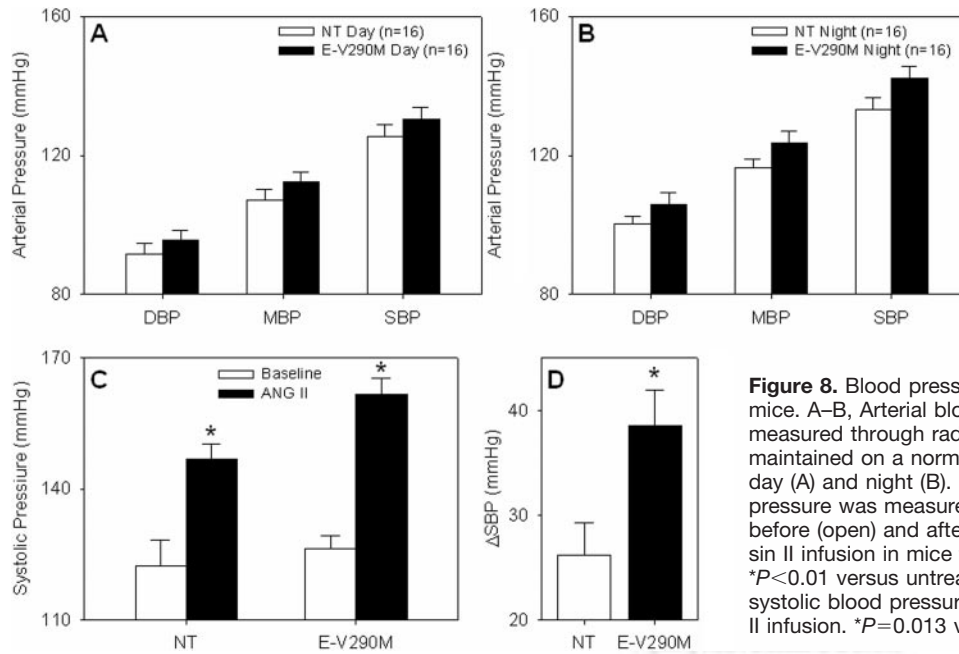 160
A
NT Day (n=16)
E-V290M Day (n=16)
Arterial Pressure (mmHg)
120
80
DBP MBP SBP
160
B
NT Night (n=16)
E-V290M Night (n=16)
Arterial Pressure (mmHg)
120
80
DBP MBP SBP
170
C
Baseline
ANG II
*
*
Systolic Pressiure (mmHg)
140
110
NT E-V290M
D
*
40
ΔSBP (mmHg)
30
20
NT E-V290M
Figure 8. Blood press
mice. A–B, Arterial blo
measured through rad
maintained on a norm
day (A) and night (B).
pressure was measure
before (open) and after
sin II infusion in mice
*P<0.01 versus untrea
systolic blood pressur
II infusion. *P=0.013 v